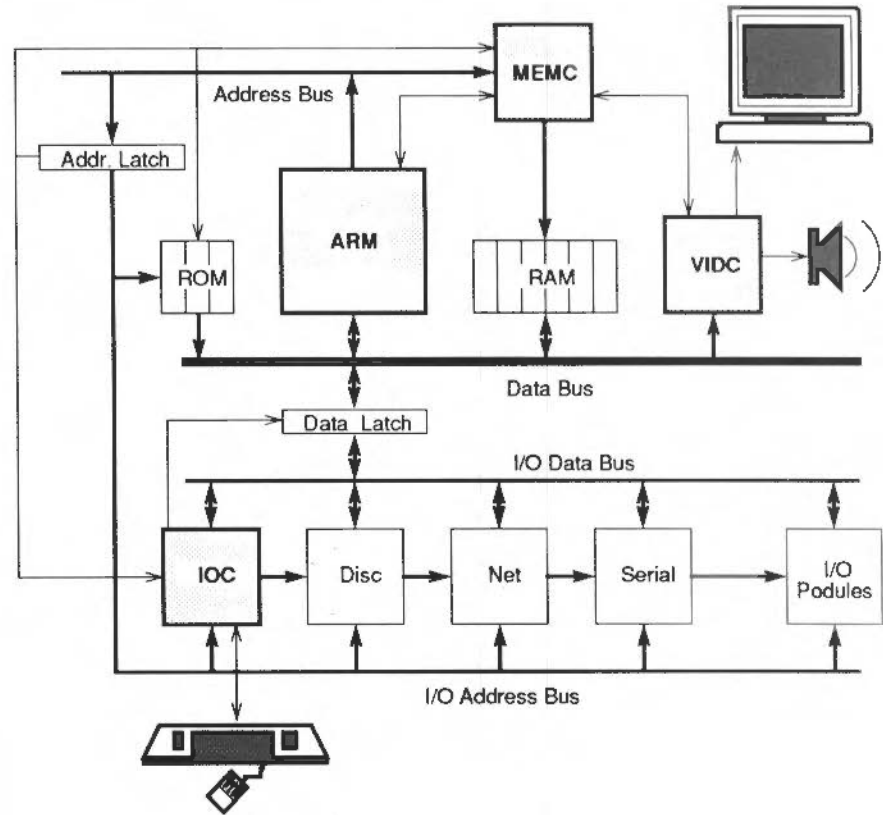 MEMC
Address Bus
Addr. Latch
ARM
ROM
RAM
VIDC
Data Bus
Data Latch
I/O Data Bus
IOC
Disc
Net
Serial
I/O
Podules
I/O Address Bus